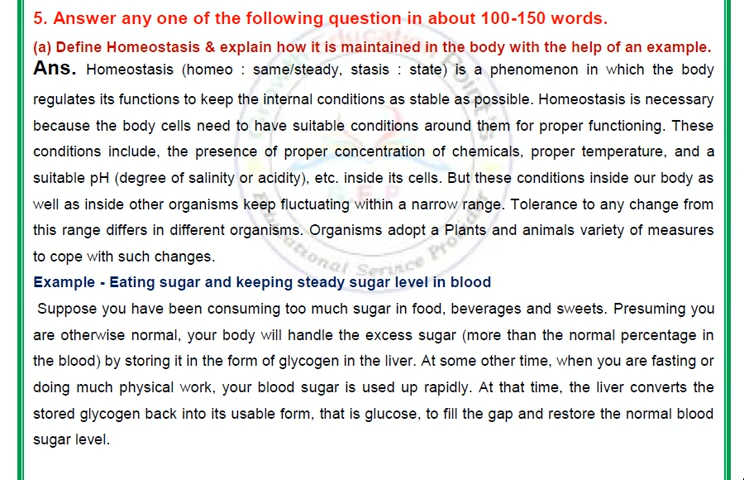 5. Answer any one of the following question in about 100-150 words.
(a) Define Homeostasis & explain how it is maintained in the body with the help of an example.
Ans. Homeostasis (homeo : same/steady, stasis : state) is a phenomenon in which the body
regulates its functions to keep the internal conditions as stable as possible. Homeostasis is necessary
because the body cells need to have suitable conditions around them for proper functioning. These
conditions include, the presence of proper concentration of chemicals, proper temperature, and a
suitable pH (degree of salinity or acidity), etc. inside its cells. But these conditions inside our body as
well as inside other organisms keep fluctuating within a narrow range. Tolerance to any change from
this range differs in different organisms. Organisms adopt a Plants and animals variety of measures
to cope with such changes.
Example - Eating sugar and keeping steady sugar level in blood
Suppose you have been consuming too much sugar in food, beverages and sweets. Presuming you
are otherwise normal, your body will handle the excess sugar (more than the normal percentage in
the blood) by storing it in the form of glycogen in the liver. At some other time, when you are fasting or
doing much physical work, your blood sugar is used up rapidly. At that time, the liver converts the
stored glycogen back into its usable form, that is glucose, to fill the gap and restore the normal blood
sugar level.
Educational Service Provider